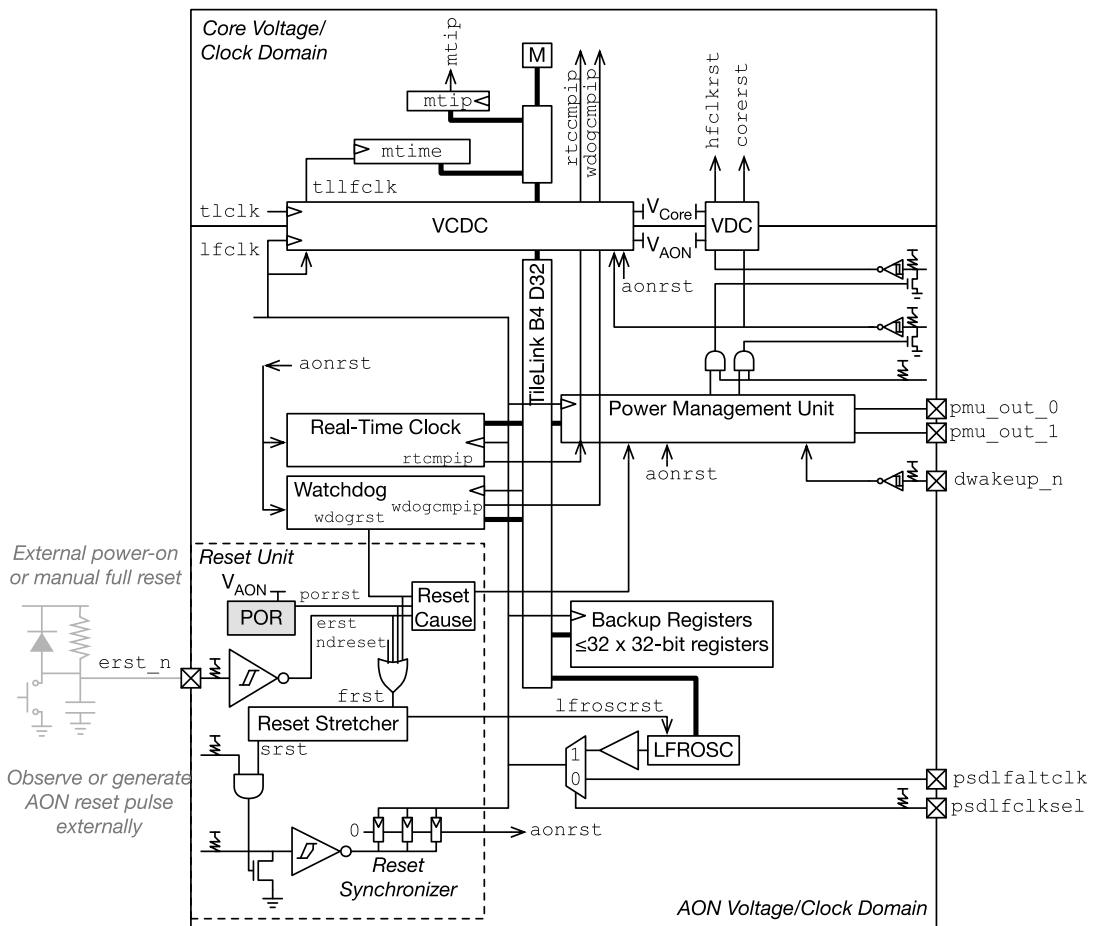 Core Voltage/
Clock Domain
mtip
M
mtip
rtccmpip
wdogcmpip
hfclkrst
corerst
mtime
tllfclk
tlclk
VCDC
VCore
VDC
lfclk
VAON
aonrst
TileLink B4 D32
aonrst
Power Management Unit
pmu_out_0
pmu_out_1
Real-Time Clock
rtcmpip
aonrst
dwakeup_n
Watchdog
wdogcmpip
wdogrst
External power-on
or manual full reset
Reset Unit
VAON
porrst
POR
Reset
Cause
erst
ndreset
Backup Registers
≤32 x 32-bit registers
erst_n
frst
lfroscrst
Reset Stretcher
srst
LFROSC
1
0
Observe or generate
AON reset pulse
externally
psdlfaltclk
psdlfclksel
0
aonrst
Reset
Synchronizer
AON Voltage/Clock Domain